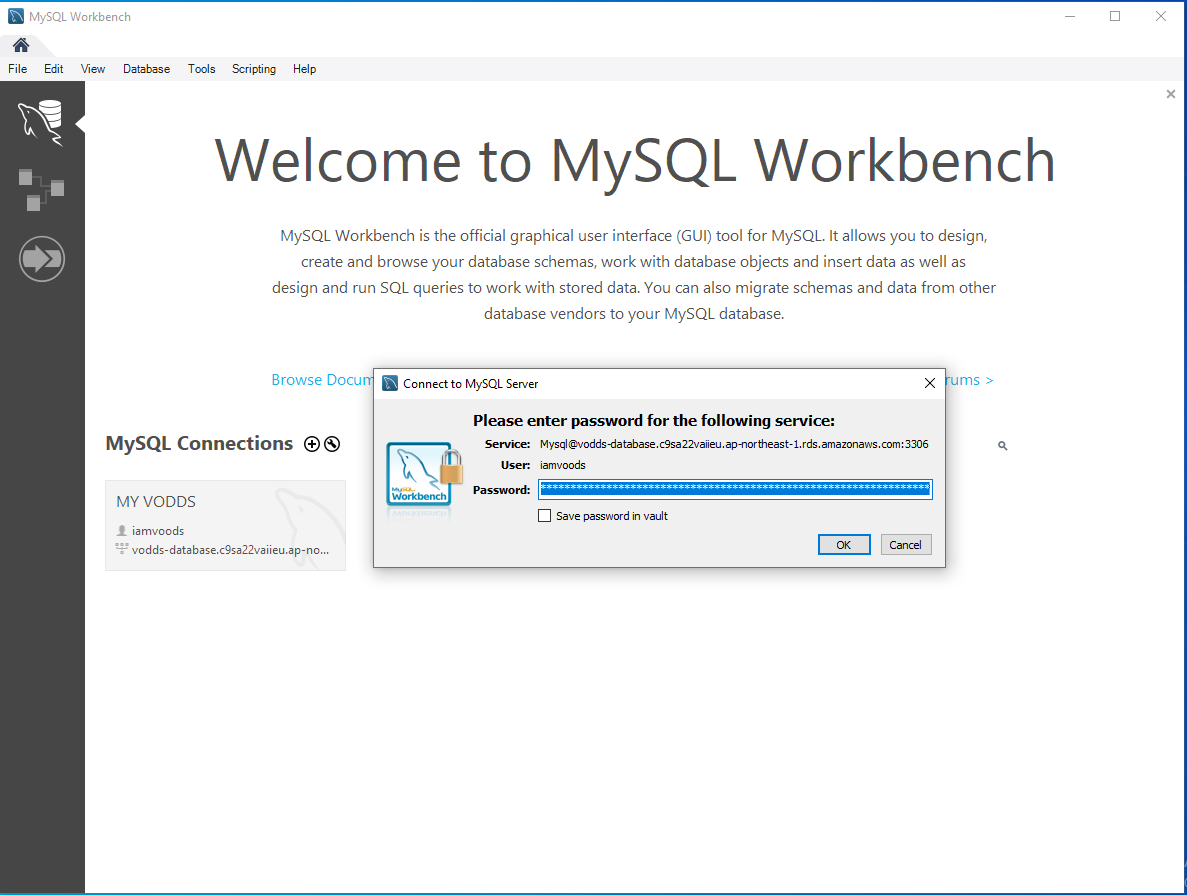 MySQL Workbench
File Edit View Database Tools Scripting Help
Welcome to MySQL Workbench
MySQL Workbench is the official graphical user interface (GUI) tool for MySQL. It allows you to design,
create and browse your database schemas, work with database objects and insert data as well as
design and run SQL queries to work with stored data. You can also migrate schemas and data from other
database vendors to your MySQL database.
Browse Docum
rums >
Connect to MySQL Server
Please enter password for the following service:
Service: Mysql@vodds-database.c9sa22vaiieu.ap-northeast-1.rds.amazonaws.com:3306
User: iamvoods
Password:
Save password in vault
OK Cancel
MySQL Workbench
MySQL Connections
MY VODDS
iamvoods
vodds-database.c9sa22vaiieu.ap-no...